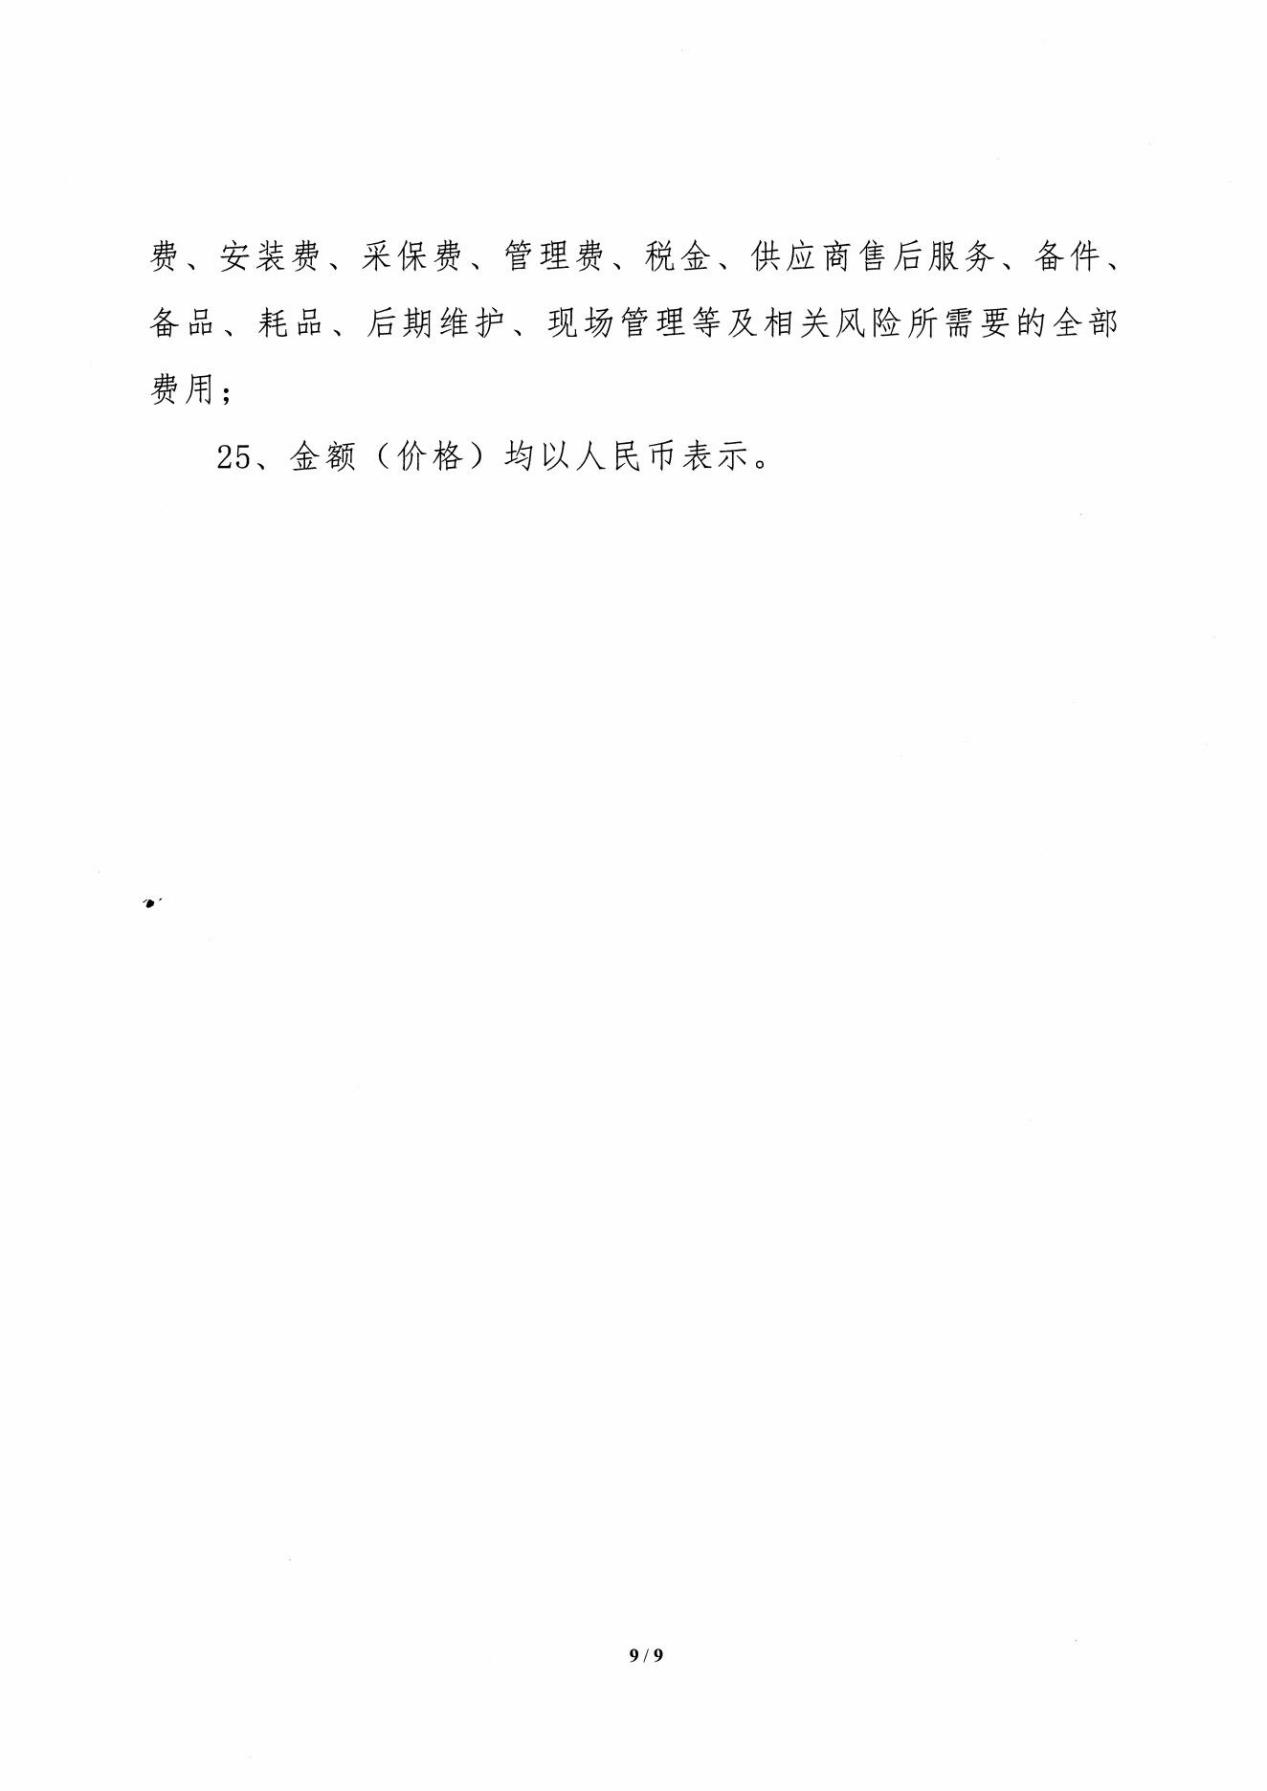 费、安装费、采保费、管理费、税金、供应商售后服务、备件、
备品、耗品、后期维护、现场管理等及相关风险所需要的全部
费用；
25、金额（价格）均以人民币表示。
9 / 9